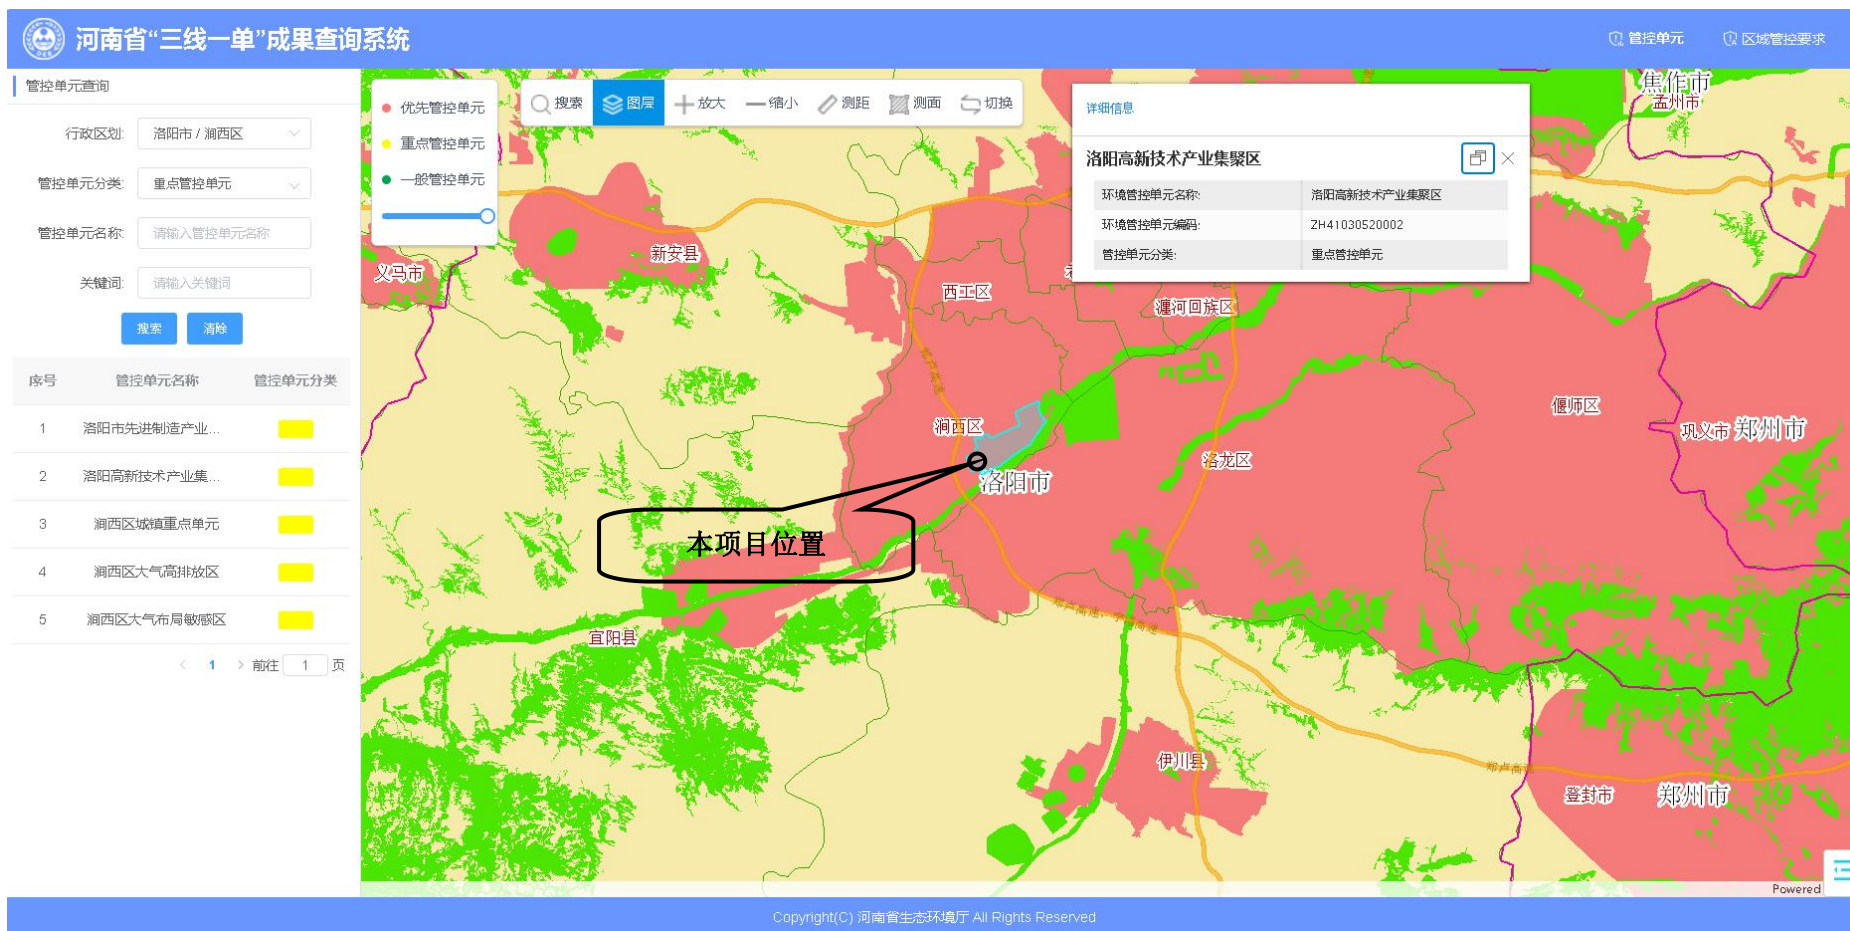 河南省“三线一单”成果查询系统
管控单元
区域管控要求
管控单元查询
行政区划:
洛阳市 / 涧西区
管控单元分类:
重点管控单元
管控单元名称:
请输入管控单元名称
关键词:
请输入关键词
搜索
清除
序号
管控单元名称
管控单元分类
1
洛阳市先进制造产业...
2
洛阳高新技术产业集...
3
涧西区城镇重点单元
4
涧西区大气高排放区
5
涧西区大气布局敏感区
1
前往
1
页
优先管控单元
重点管控单元
一般管控单元
搜索
图层
放大
缩小
测距
测面
切换
详细信息
洛阳高新技术产业集聚区
环境管控单元名称:
洛阳高新技术产业集聚区
环境管控单元编码:
ZH41030520002
管控单元分类:
重点管控单元
焦作市
孟州市
新安县
义马市
西工区
瀍河回族区
涧西区
偃师区
巩义市
郑州市
洛龙区
洛阳市
本项目位置
宜阳县
伊川县
登封市
郑州市
郑卢高速
Powered
Copyright(C) 河南省生态环境厅 All Rights Reserved